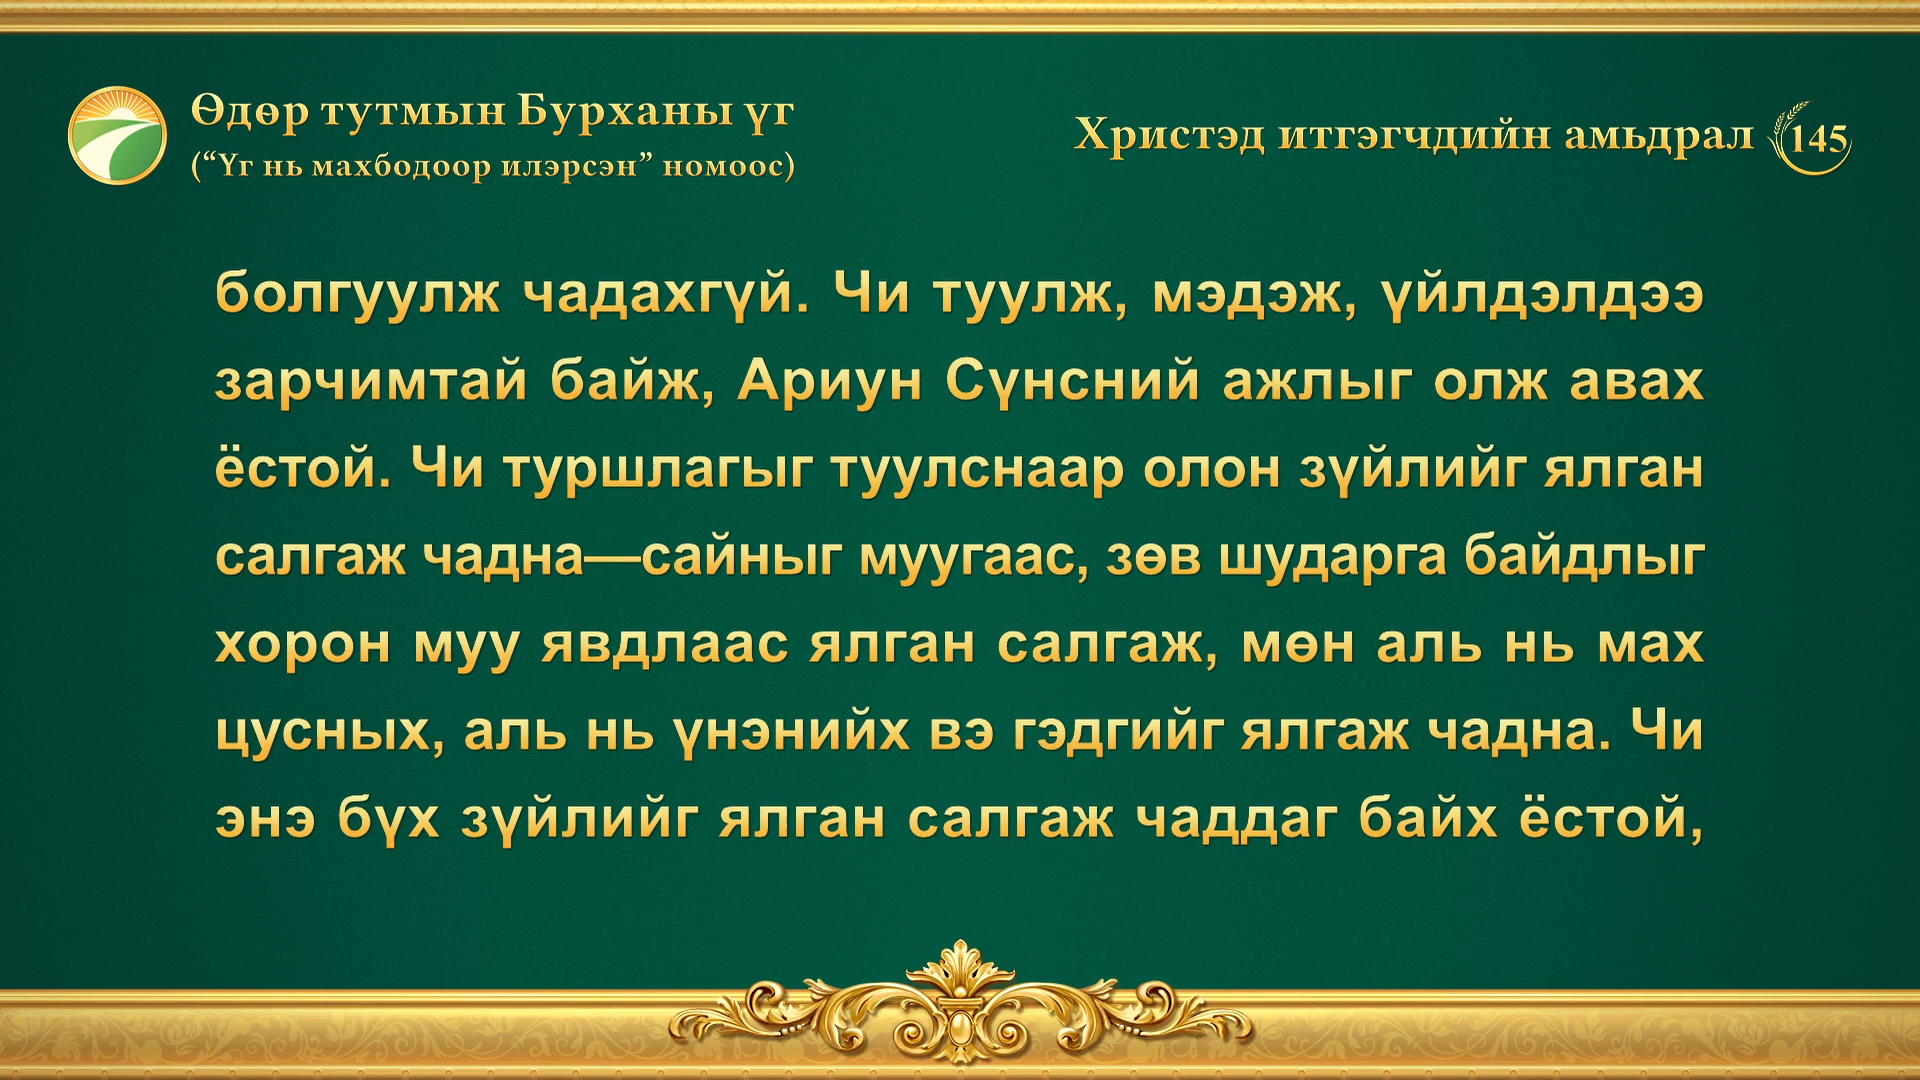 Өдөр тутмын Бурханы үг
(“Үг нь махбодоор илэрсэн” номоос)
Христэд итгэгчдийн амьдрал 145
болгуулж чадахгүй. Чи туулж, мэдэж, үйлдэлдээ
зарчимтай байж, Ариун Сүнсний ажлыг олж авах
ёстой. Чи туршлагыг туулснаар олон зүйлийг ялган
салгаж чадна—сайныг муугаас, зөв шударга байдлыг
хорон муу явдлаас ялган салгаж, мөн аль нь мах
цусных, аль нь үнэнийх вэ гэдгийг ялгаж чадна. Чи
энэ бүх зүйлийг ялган салгаж чаддаг байх ёстой,